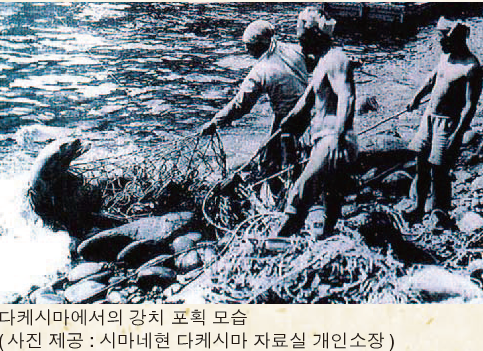 다케시마에서의 강치 포획 모습
( 사진 제공 : 시마네현 다케시마 자료실 개인소장 )